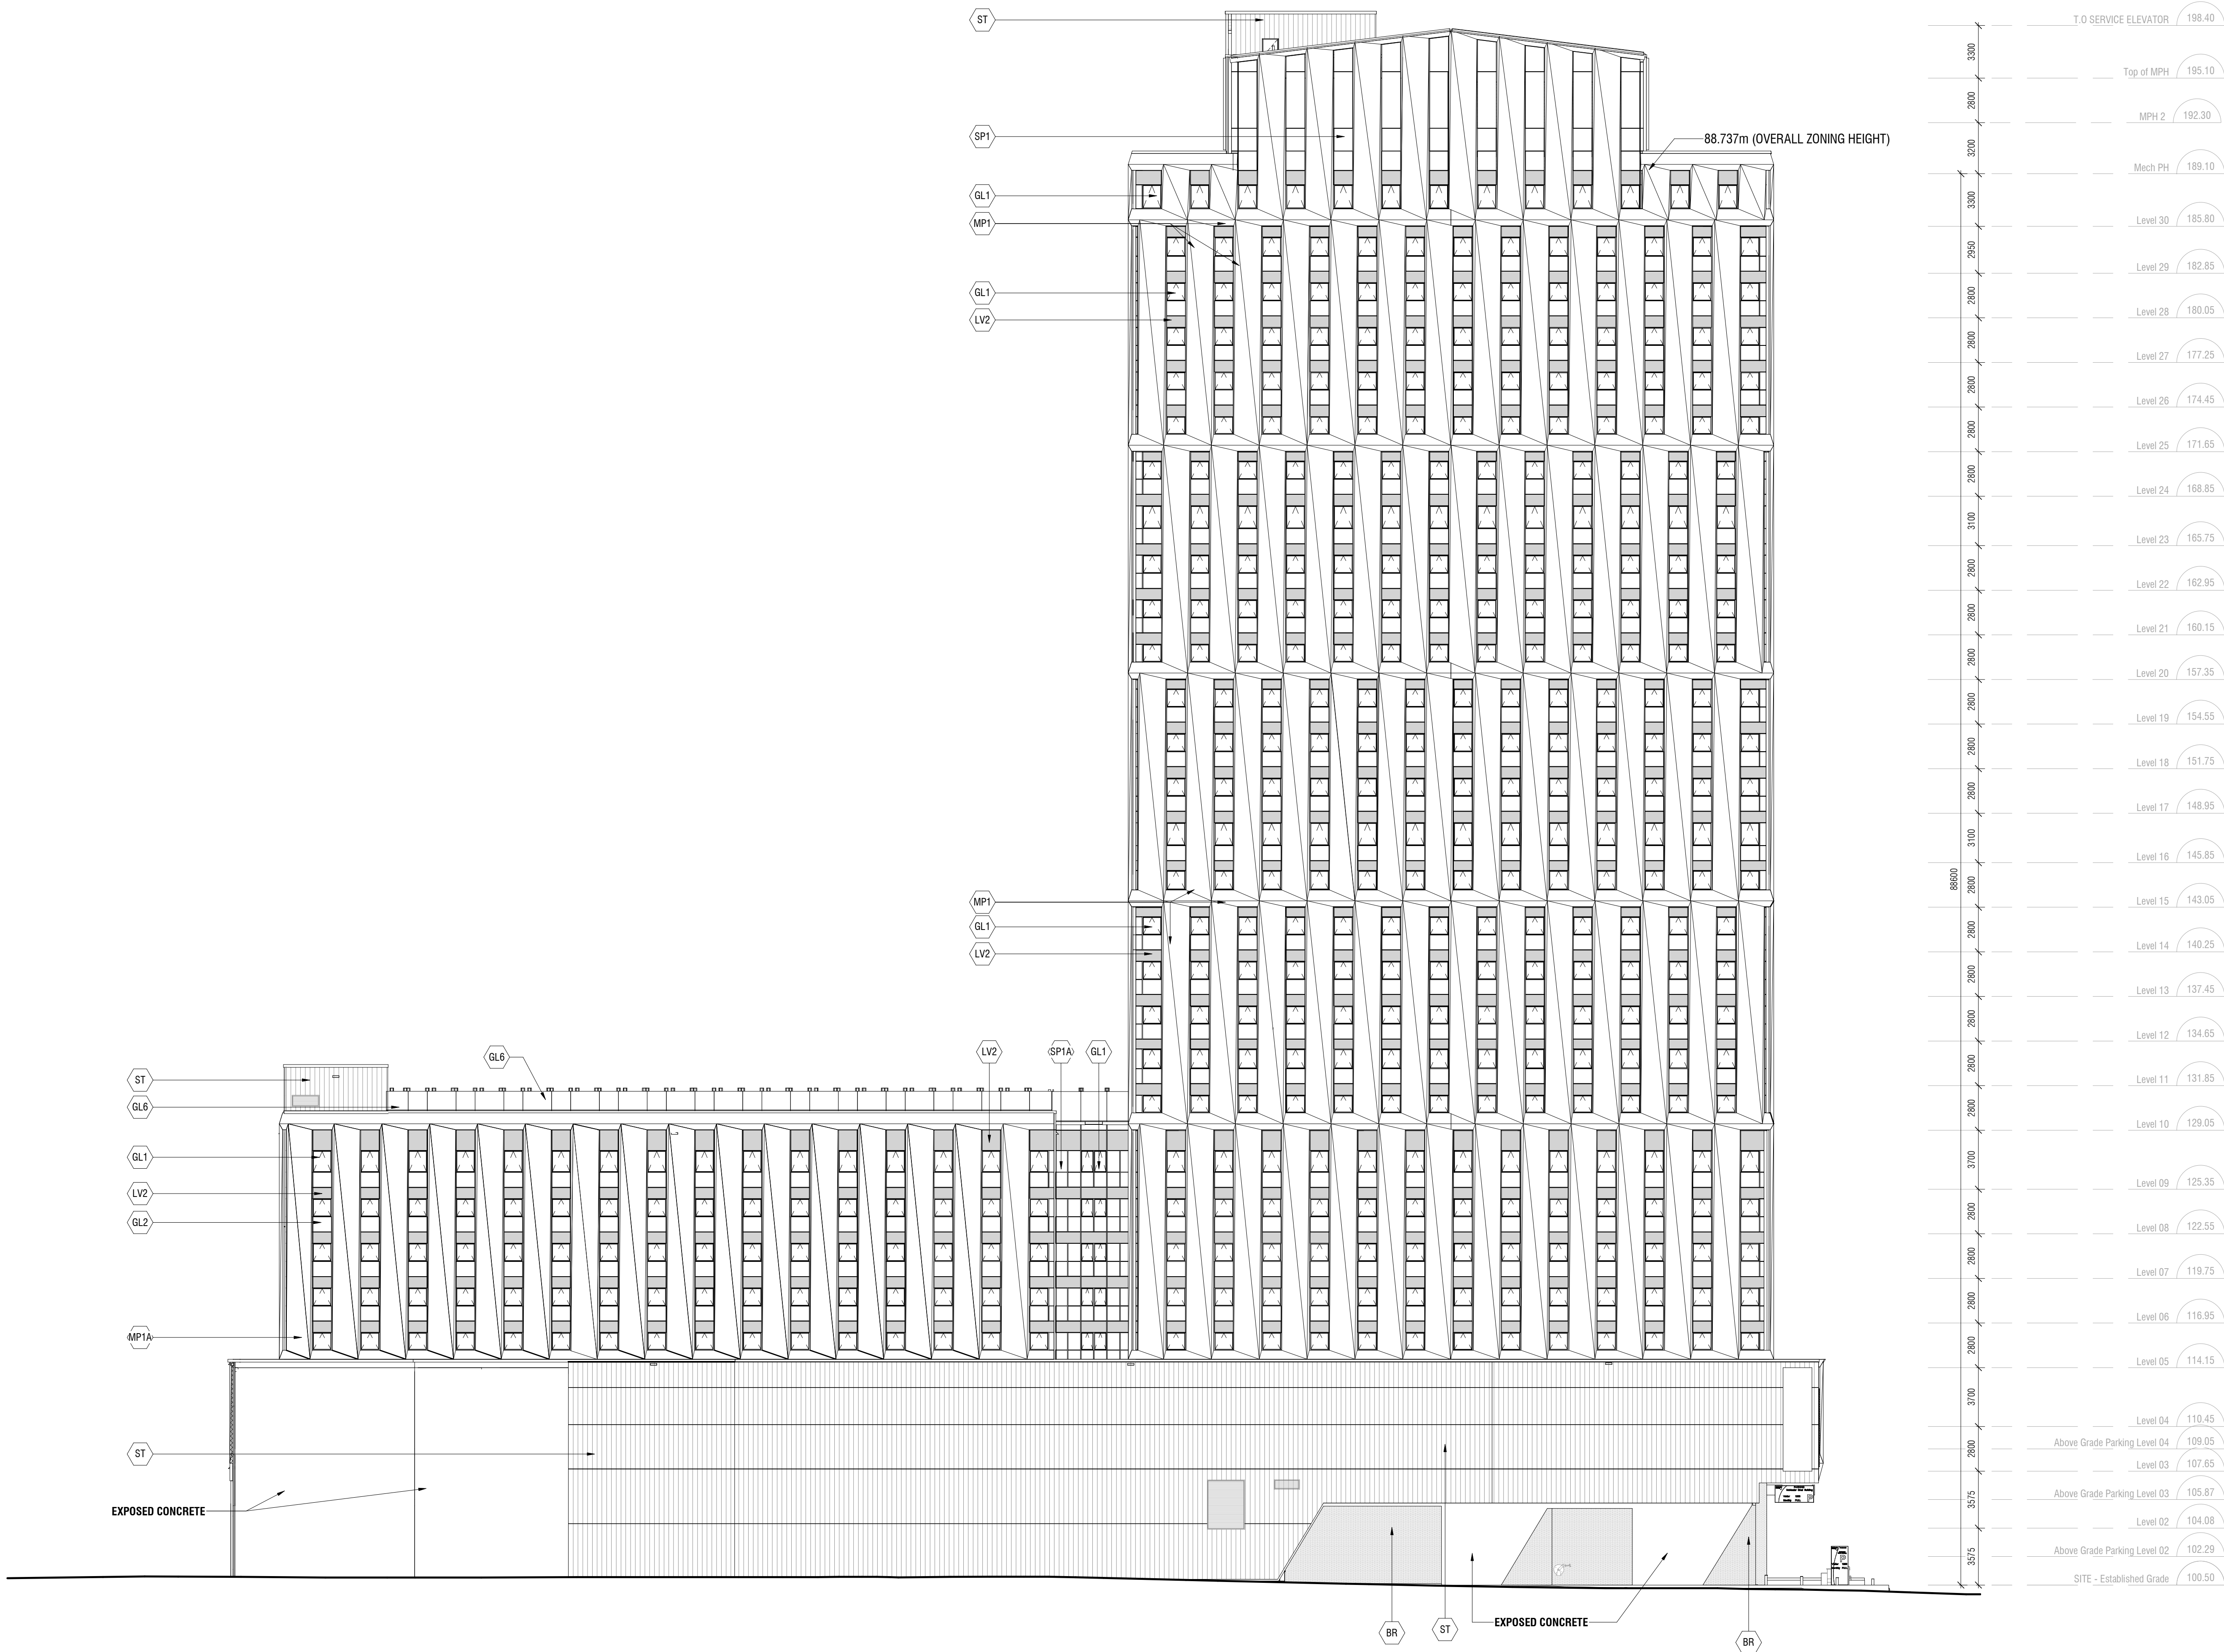 ST
T.O SERVICE ELEVATOR 198.40
3300
Top of MPH 195.10
2800
MPH 2 192.30
SP1
88.737m (OVERALL ZONING HEIGHT)
3200
Mech PH 189.10
GL1
3300
MP1
Level 30 185.80
2950
Level 29 182.85
GL1
2800
LV2
Level 28 180.05
2800
Level 27 177.25
2800
Level 26 174.45
2800
Level 25 171.65
2800
Level 24 168.85
3100
Level 23 165.75
2800
Level 22 162.95
2800
Level 21 160.15
2800
Level 20 157.35
2800
Level 19 154.55
2800
Level 18 151.75
2800
Level 17 148.95
3100
Level 16 145.85
88600
2800
MP1
Level 15 143.05
GL1
2800
LV2
Level 14 140.25
2800
Level 13 137.45
2800
Level 12 134.65
GL6
LV2
SP1A
GL1
2800
ST
Level 11 131.85
GL6
2800
Level 10 129.05
GL1
3700
LV2
Level 09 125.35
GL2
2800
Level 08 122.55
2800
Level 07 119.75
2800
Level 06 116.95
MP1A
2800
Level 05 114.15
3700
Level 04 110.45
ST
2800
Above Grade Parking Level 04 109.05
Level 03 107.65
Above Grade Parking Level 03 105.87
EXPOSED CONCRETE
3575
Level 02 104.08
Above Grade Parking Level 02 102.29
3575
SITE - Established Grade 100.50
BR
ST
EXPOSED CONCRETE
BR